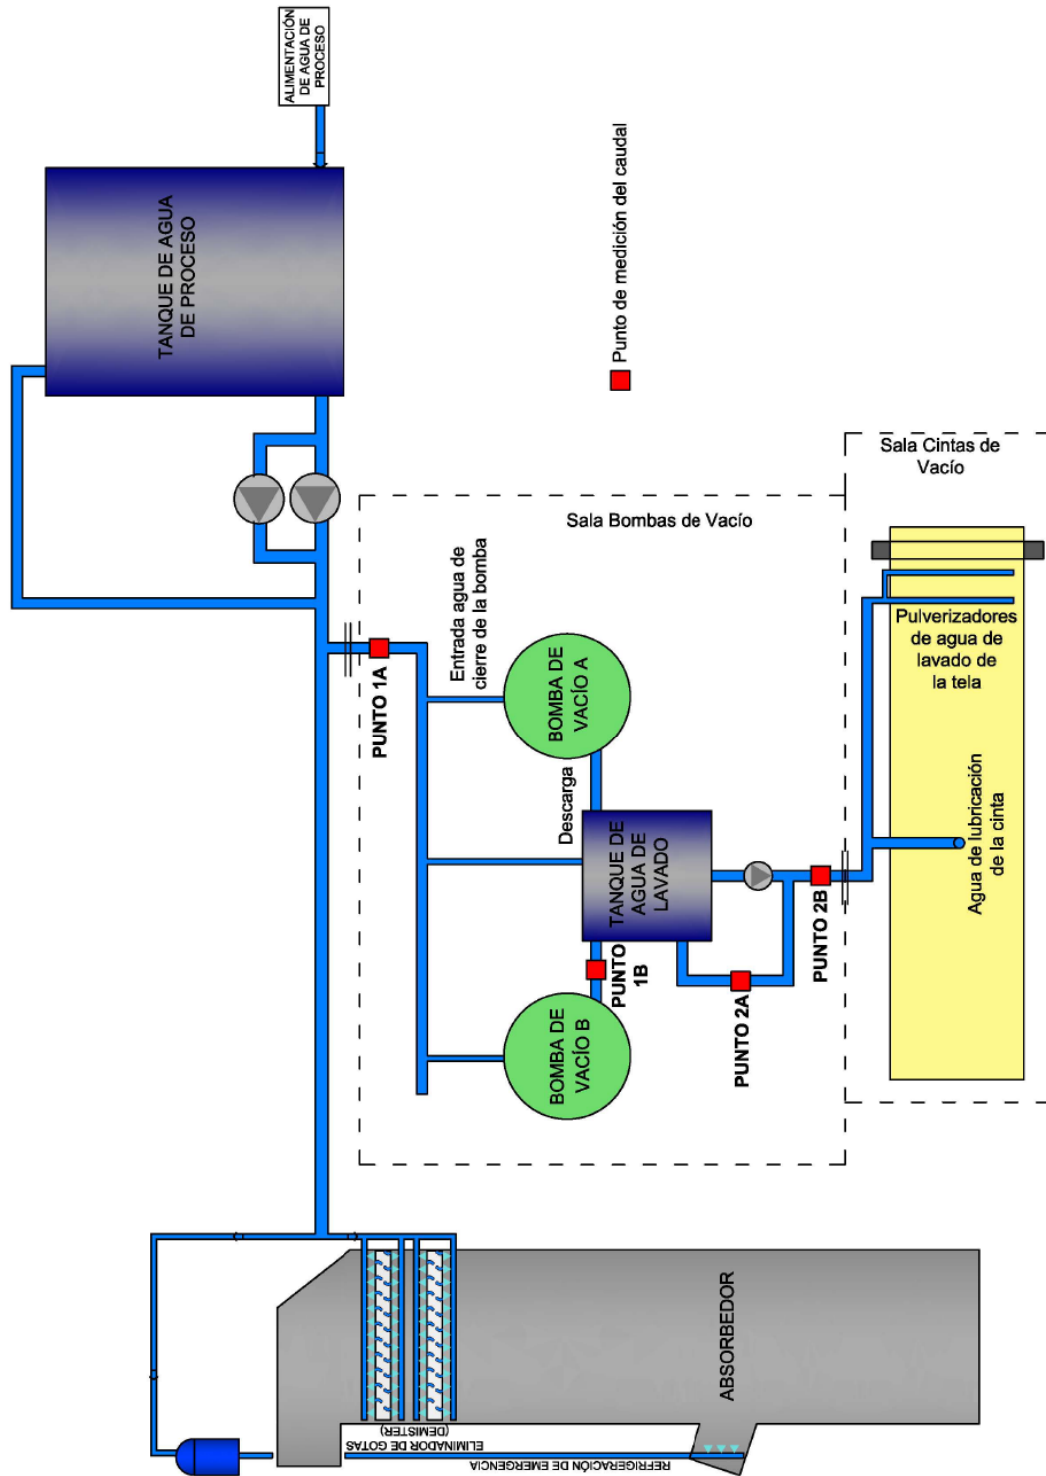 ALIMENTACIÓN
DE AGUA DE
PROCESO
TANQUE DE AGUA
DE PROCESO
Punto de medición del caudal
Sala Cintas de
Vacío
Sala Bombas de Vacío
Entrada agua de
cierre de la bomba
PUNTO 1A
BOMBA DE
VACÍO A
Descarga
TANQUE DE
AGUA DE
LAVADO
PUNTO
1B
PUNTO 2A
PUNTO 2B
BOMBA DE
VACÍO B
Pulverizadores
de agua de
lavado de
la tela
Agua de lubricación
de la cinta
ELIMINADOR DE GOTAS
(DEMISTER)
REFRIGERACIÓN DE EMERGENCIA
ABSORBEDOR